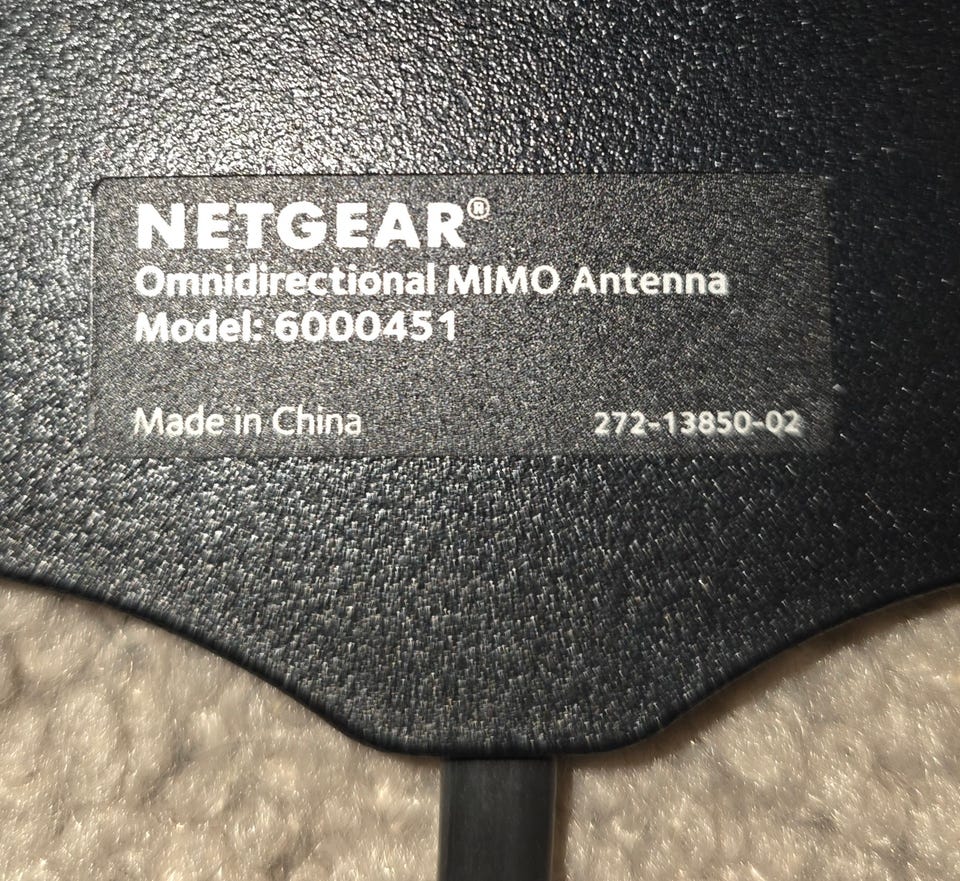 NETGEAR®
Omnidirectional MIMO Antenna
Model: 6000451
Made in China 272-13850-02